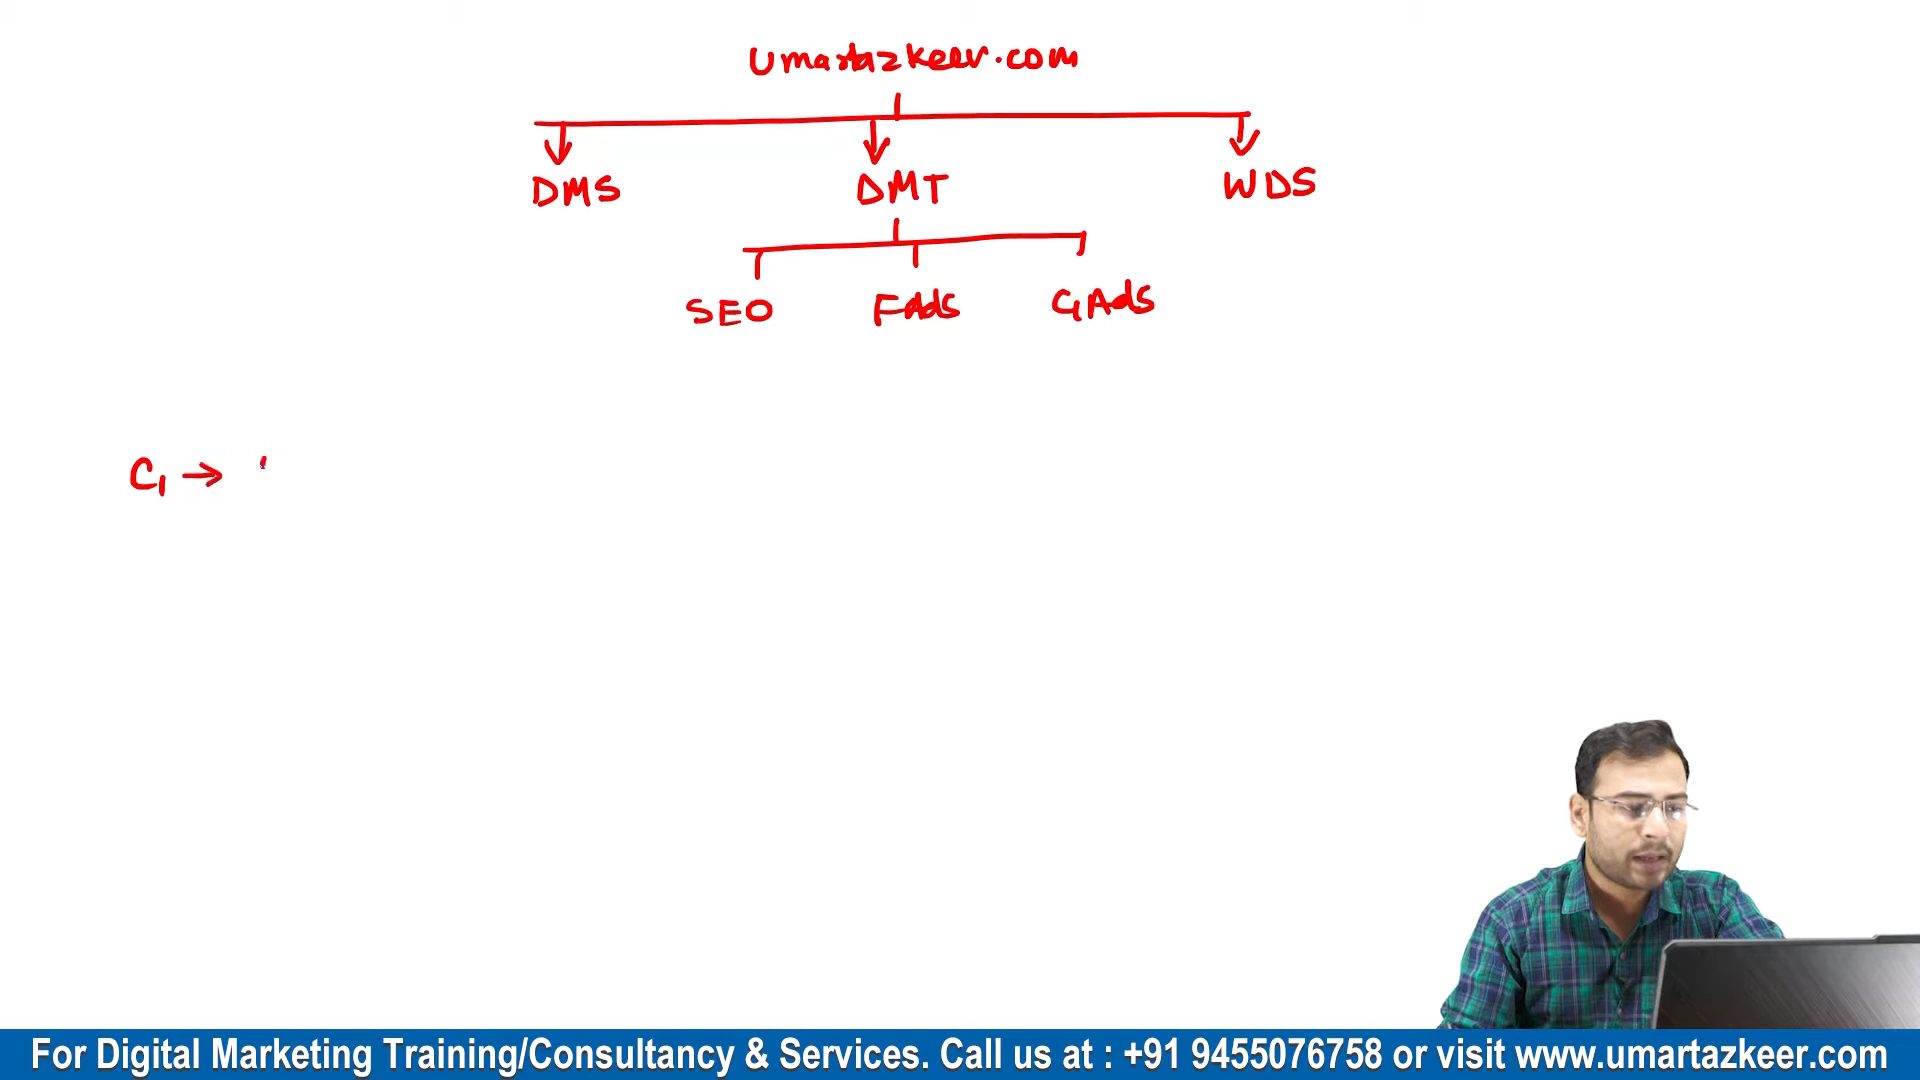 Umartazkeer.com
DMS DMT WDS
SEO FAds GAds
C1 →
For Digital Marketing Training/Consultancy & Services. Call us at : +91 9455076758 or visit www.umartazkeer.com